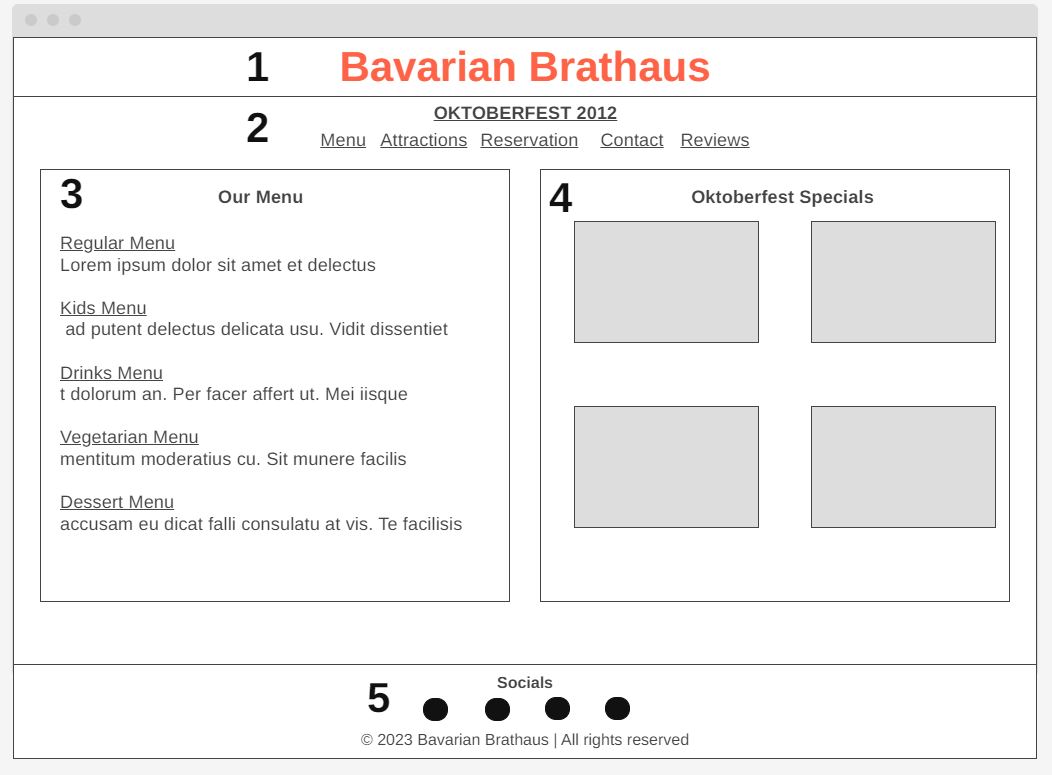 1 Bavarian Brathaus
2 OKTOBERFEST 2012
Menu Attractions Reservation Contact Reviews
3 Our Menu
Regular Menu
Lorem ipsum dolor sit amet et delectus
Kids Menu
ad putent delectus delicata usu. Vidit dissentiet
Drinks Menu
t dolorum an. Per facer affert ut. Mei iisque
Vegetarian Menu
mentitum moderatius cu. Sit munere facilis
Dessert Menu
accusam eu dicat falli consulatu at vis. Te facilisis
4 Oktoberfest Specials
5 Socials
© 2023 Bavarian Brathaus | All rights reserved